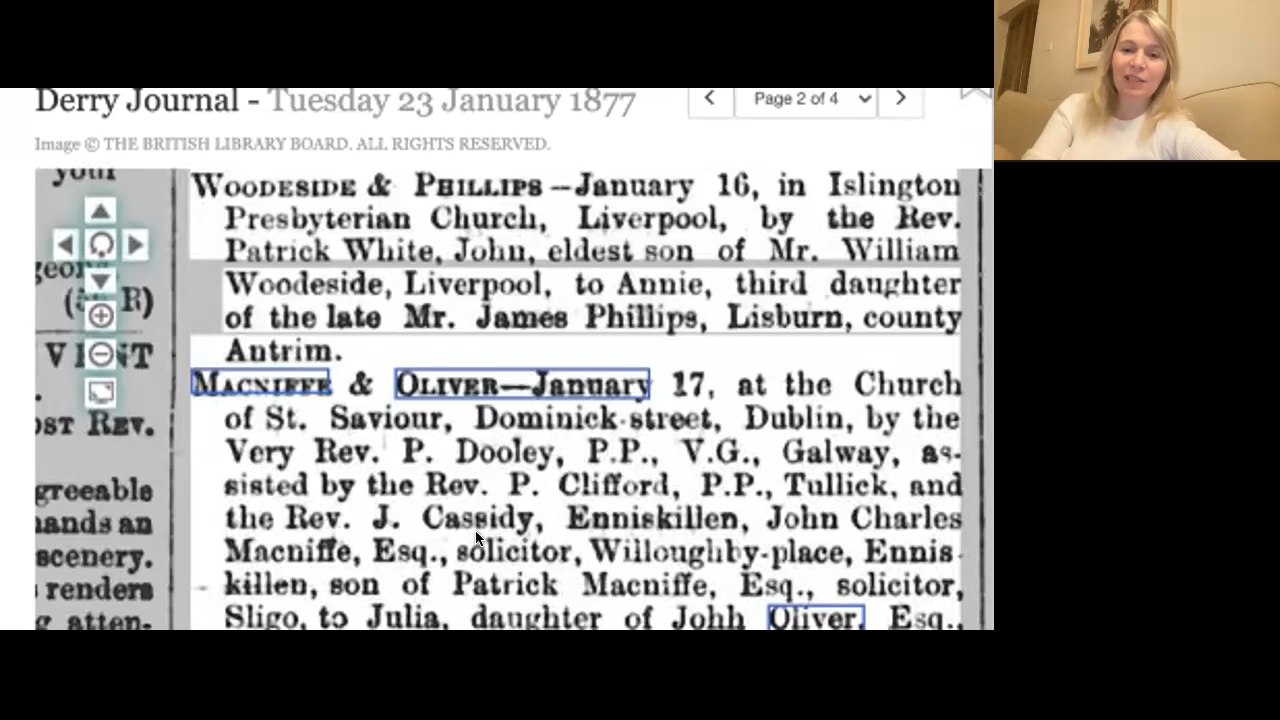 Derry Journal - Tuesday 23 January 1877
Page 2 of 4
Image © THE BRITISH LIBRARY BOARD. ALL RIGHTS RESERVED.
your
WOODESIDE & PHILLIPS—January 16, in Islington
Presbyterian Church, Liverpool, by the Rev.
Patrick White, John, eldest son of Mr. William
Woodeside, Liverpool, to Annie, third daughter
of the late Mr. James Phillips, Lisburn, county
Antrim.
MACNIFFE & OLIVER—January 17, at the Church
of St. Saviour, Dominick-street, Dublin, by the
Very Rev. P. Dooley, P.P., V.G., Galway, as-
sisted by the Rev. P. Clifford, P.P., Tullick, and
the Rev. J. Cassidy, Enniskillen, John Charles
Macniffe, Esq., solicitor, Willoughby-place, Ennis-
killen, son of Patrick Macniffe, Esq., solicitor,
Sligo, to Julia, daughter of John Oliver, Esq.,
R)
REV.
greeable
hands an
scenery.
renders
atten-